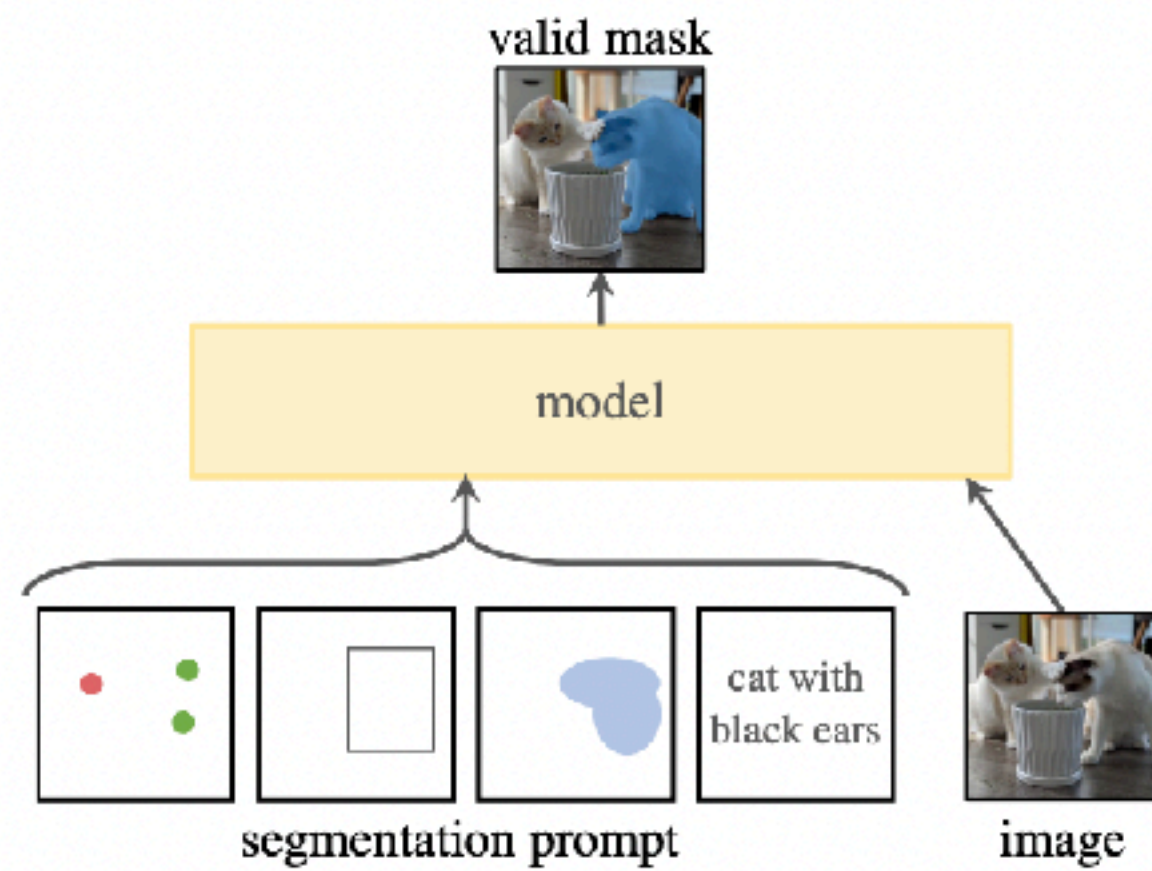 valid mask
model
cat with
black ears
segmentation prompt
image